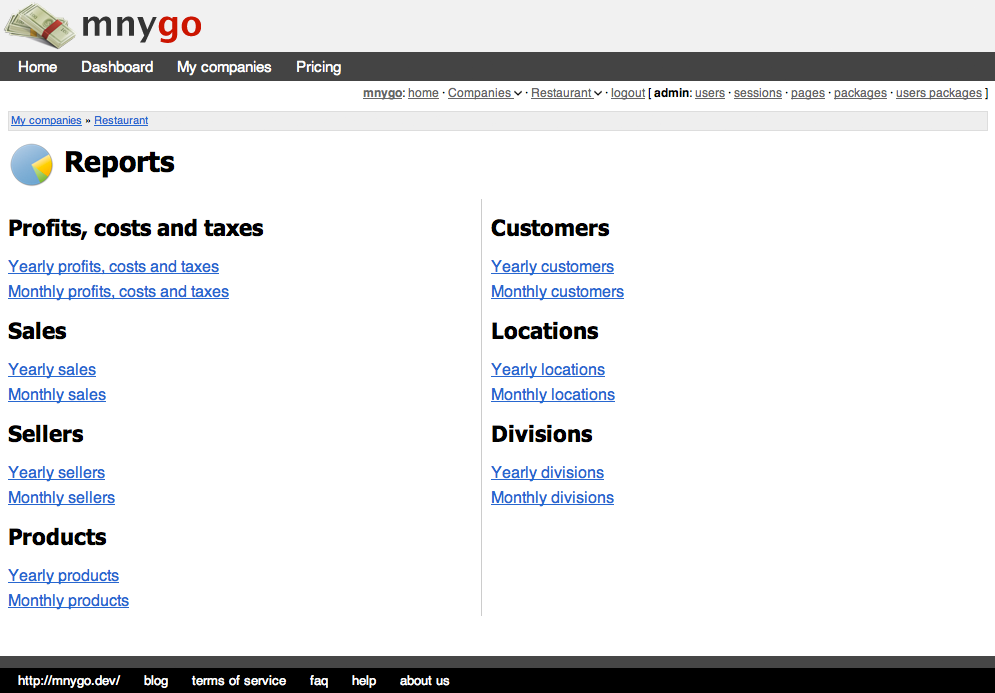 mnygo
Home Dashboard My companies Pricing
mnygo: home · Companies · Restaurant · logout [ admin: users · sessions · pages · packages · users packages ]
My companies » Restaurant
Reports
Profits, costs and taxes
Yearly profits, costs and taxes
Monthly profits, costs and taxes
Sales
Yearly sales
Monthly sales
Sellers
Yearly sellers
Monthly sellers
Products
Yearly products
Monthly products
Customers
Yearly customers
Monthly customers
Locations
Yearly locations
Monthly locations
Divisions
Yearly divisions
Monthly divisions
http://mnygo.dev/ blog terms of service faq help about us